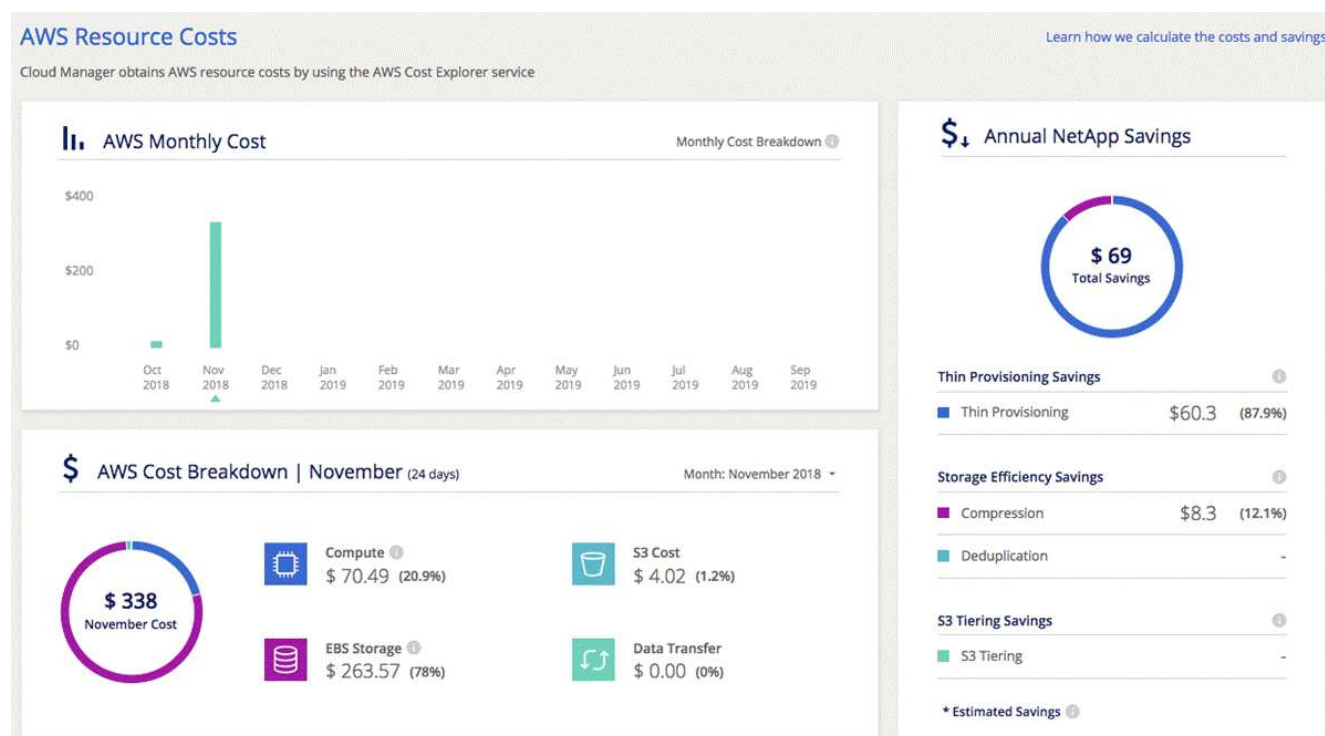 AWS Resource Costs
Learn how we calculate the costs and savings
Cloud Manager obtains AWS resource costs by using the AWS Cost Explorer service
AWS Monthly Cost
Monthly Cost Breakdown
$400
$200
$0
Oct Nov Dec Jan Feb Mar Apr May Jun Jul Aug Sep
2018 2018 2018 2019 2019 2019 2019 2019 2019 2019 2019 2019
$ AWS Cost Breakdown | November (24 days)
Month: November 2018
$ 338
November Cost
Compute
$ 70.49 (20.9%)
S3 Cost
$ 4.02 (1.2%)
EBS Storage
$ 263.57 (78%)
Data Transfer
$ 0.00 (0%)
$ Annual NetApp Savings
$ 69
Total Savings
Thin Provisioning Savings
Thin Provisioning $60.3 (87.9%)
Storage Efficiency Savings
Compression $8.3 (12.1%)
Deduplication -
S3 Tiering Savings
S3 Tiering -
* Estimated Savings